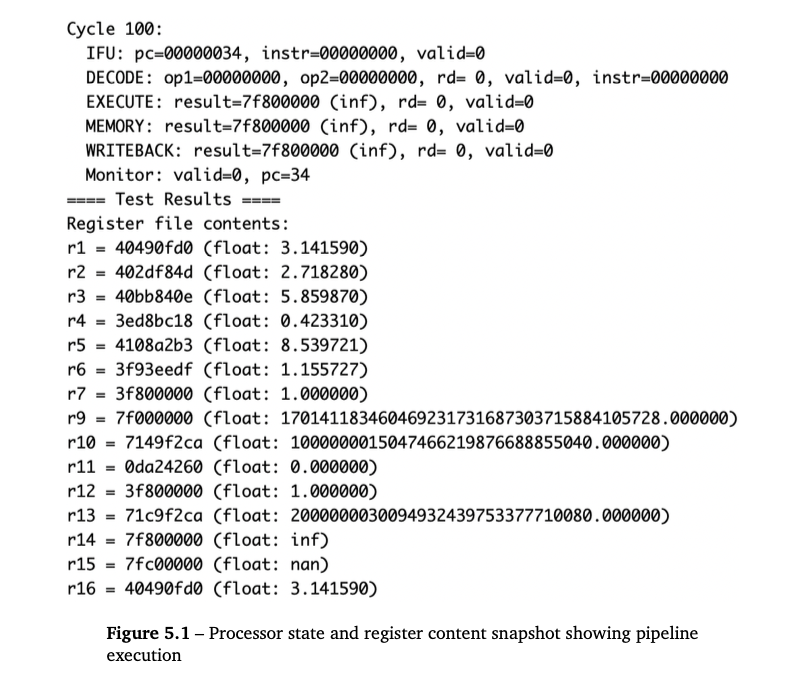 Cycle 100:
IFU: pc=00000034, instr=00000000, valid=0
DECODE: op1=00000000, op2=00000000, rd= 0, valid=0, instr=00000000
EXECUTE: result=7f800000 (inf), rd= 0, valid=0
MEMORY: result=7f800000 (inf), rd= 0, valid=0
WRITEBACK: result=7f800000 (inf), rd= 0, valid=0
Monitor: valid=0, pc=34
==== Test Results ====
Register file contents:
r1 = 40490fd0 (float: 3.141590)
r2 = 402df84d (float: 2.718280)
r3 = 40bb840e (float: 5.859870)
r4 = 3ed8bc18 (float: 0.423310)
r5 = 4108a2b3 (float: 8.539721)
r6 = 3f93eedf (float: 1.155727)
r7 = 3f800000 (float: 1.000000)
r9 = 7f000000 (float: 170141183460469231731687303715884105728.000000)
r10 = 7149f2ca (float: 1000000015047466219876688855040.000000)
r11 = 0da24260 (float: 0.000000)
r12 = 3f800000 (float: 1.000000)
r13 = 71c9f2ca (float: 2000000030094932439753377710080.000000)
r14 = 7f800000 (float: inf)
r15 = 7fc00000 (float: nan)
r16 = 40490fd0 (float: 3.141590)
Figure 5.1 – Processor state and register content snapshot showing pipeline
execution